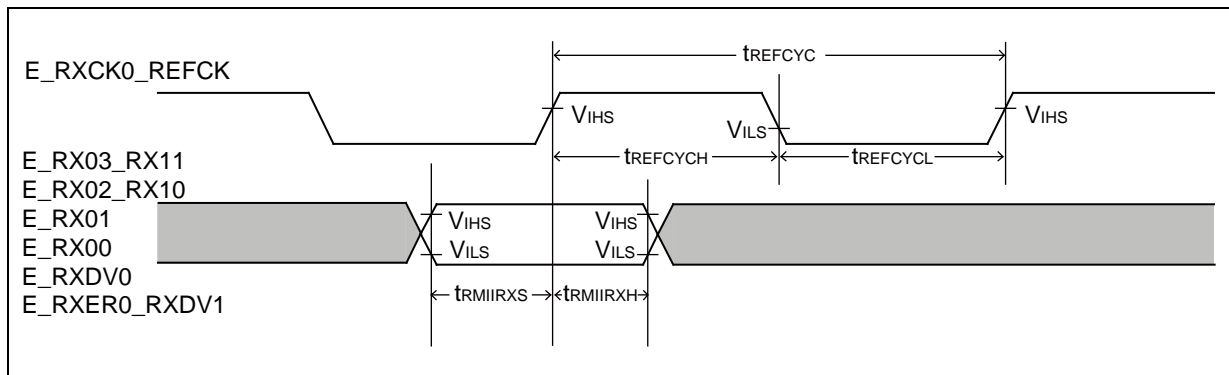 tREFCYC
E_RXCK0_REFCK
VIHS
VILS
VIHS
tREFCYCH
tREFCYCL
E_RX03_RX11
E_RX02_RX10
E_RX01
VIHS
VIHS
E_RX00
VILS
VILS
E_RXDV0
tRMIIRXS
tRMIIRXH
E_RXER0_RXDV1